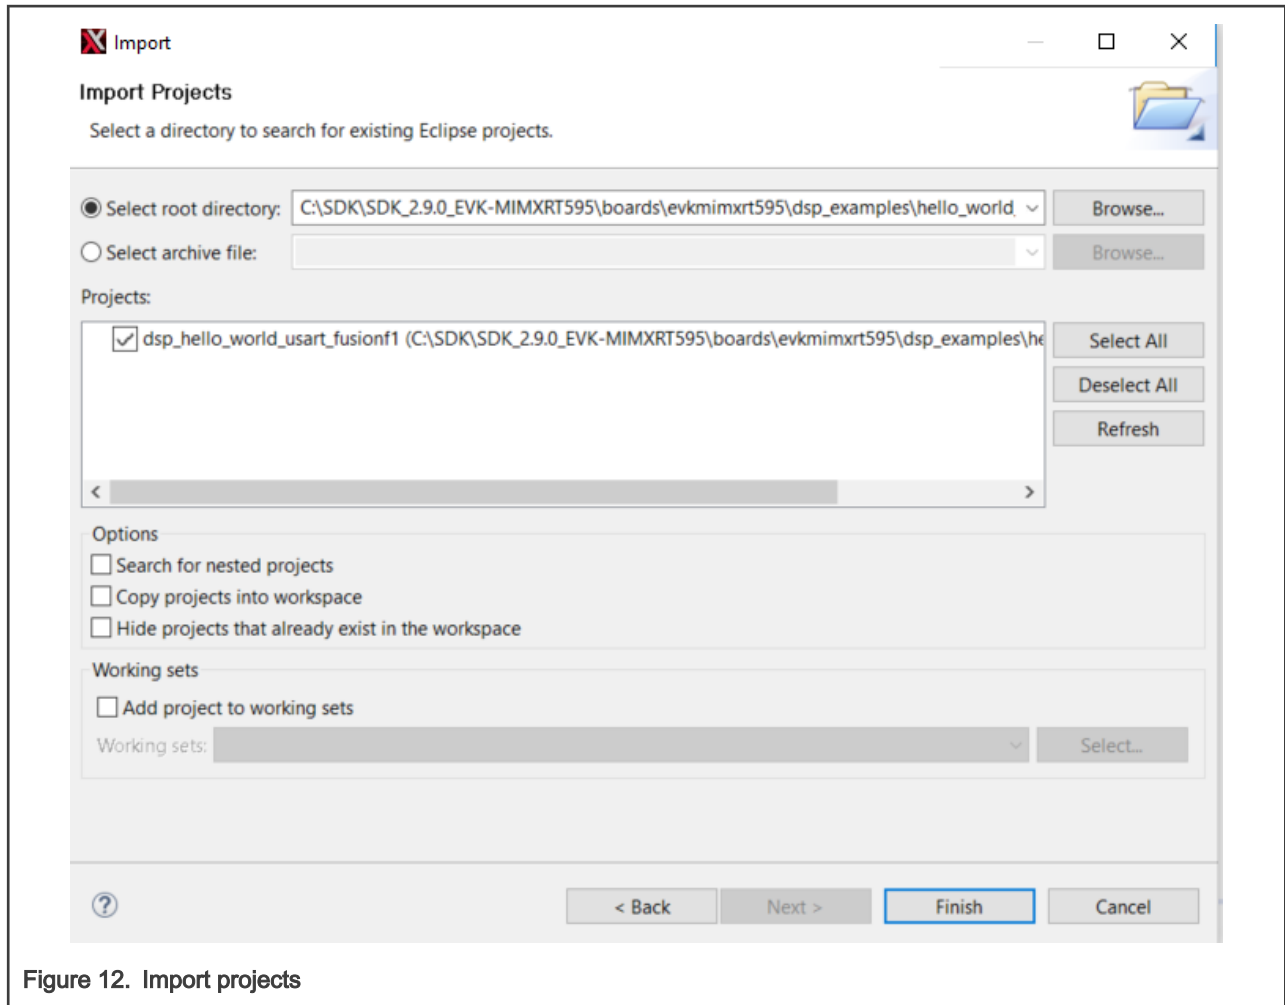 Import
Import Projects
Select a directory to search for existing Eclipse projects.
Select root directory: C:\SDK\SDK_2.9.0_EVK-MIMXRT595\boards\evkmimxrt595\dsp_examples\hello_world_ Browse...
Select archive file: Browse...
Projects:
dsp_hello_world_usart_fusionf1 (C:\SDK\SDK_2.9.0_EVK-MIMXRT595\boards\evkmimxrt595\dsp_examples\he Select All
Deselect All
Refresh
Options
Search for nested projects
Copy projects into workspace
Hide projects that already exist in the workspace
Working sets
Add project to working sets
Working sets: Select...
< Back Next > Finish Cancel
Figure 12. Import projects